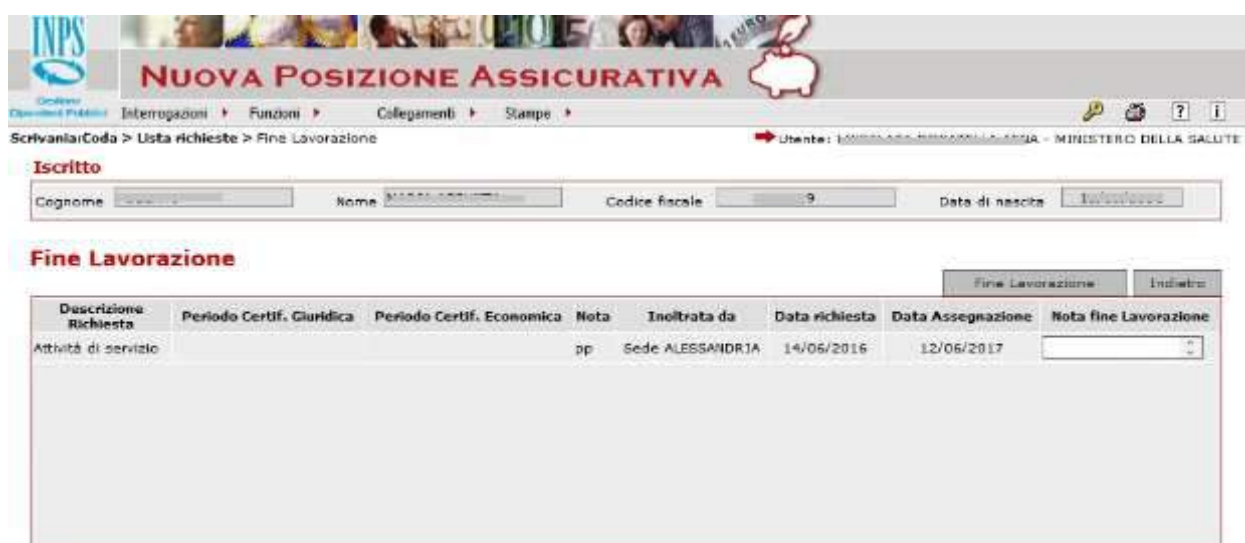 INPS
EURO
NUOVA POSIZIONE ASSICURATIVA
Gestione
Dipendenti Pubblici
Interrogazioni Funzioni Collegamenti Stampe ? i
Scrivania:Coda > Lista richieste > Fine Lavorazione Utente: - MINISTERO DELLA SALUTE
Iscritto
Cognome Nome Codice fiscale 9 Data di nascita
Fine Lavorazione
Fine Lavorazione Indietro
Descrizione Richiesta Periodo Certif. Giuridica Periodo Certif. Economica Nota Inoltrata da Data richiesta Data Assegnazione Nota fine Lavorazione
Attività di servizio pp Sede ALESSANDRIA 14/06/2016 12/06/2017